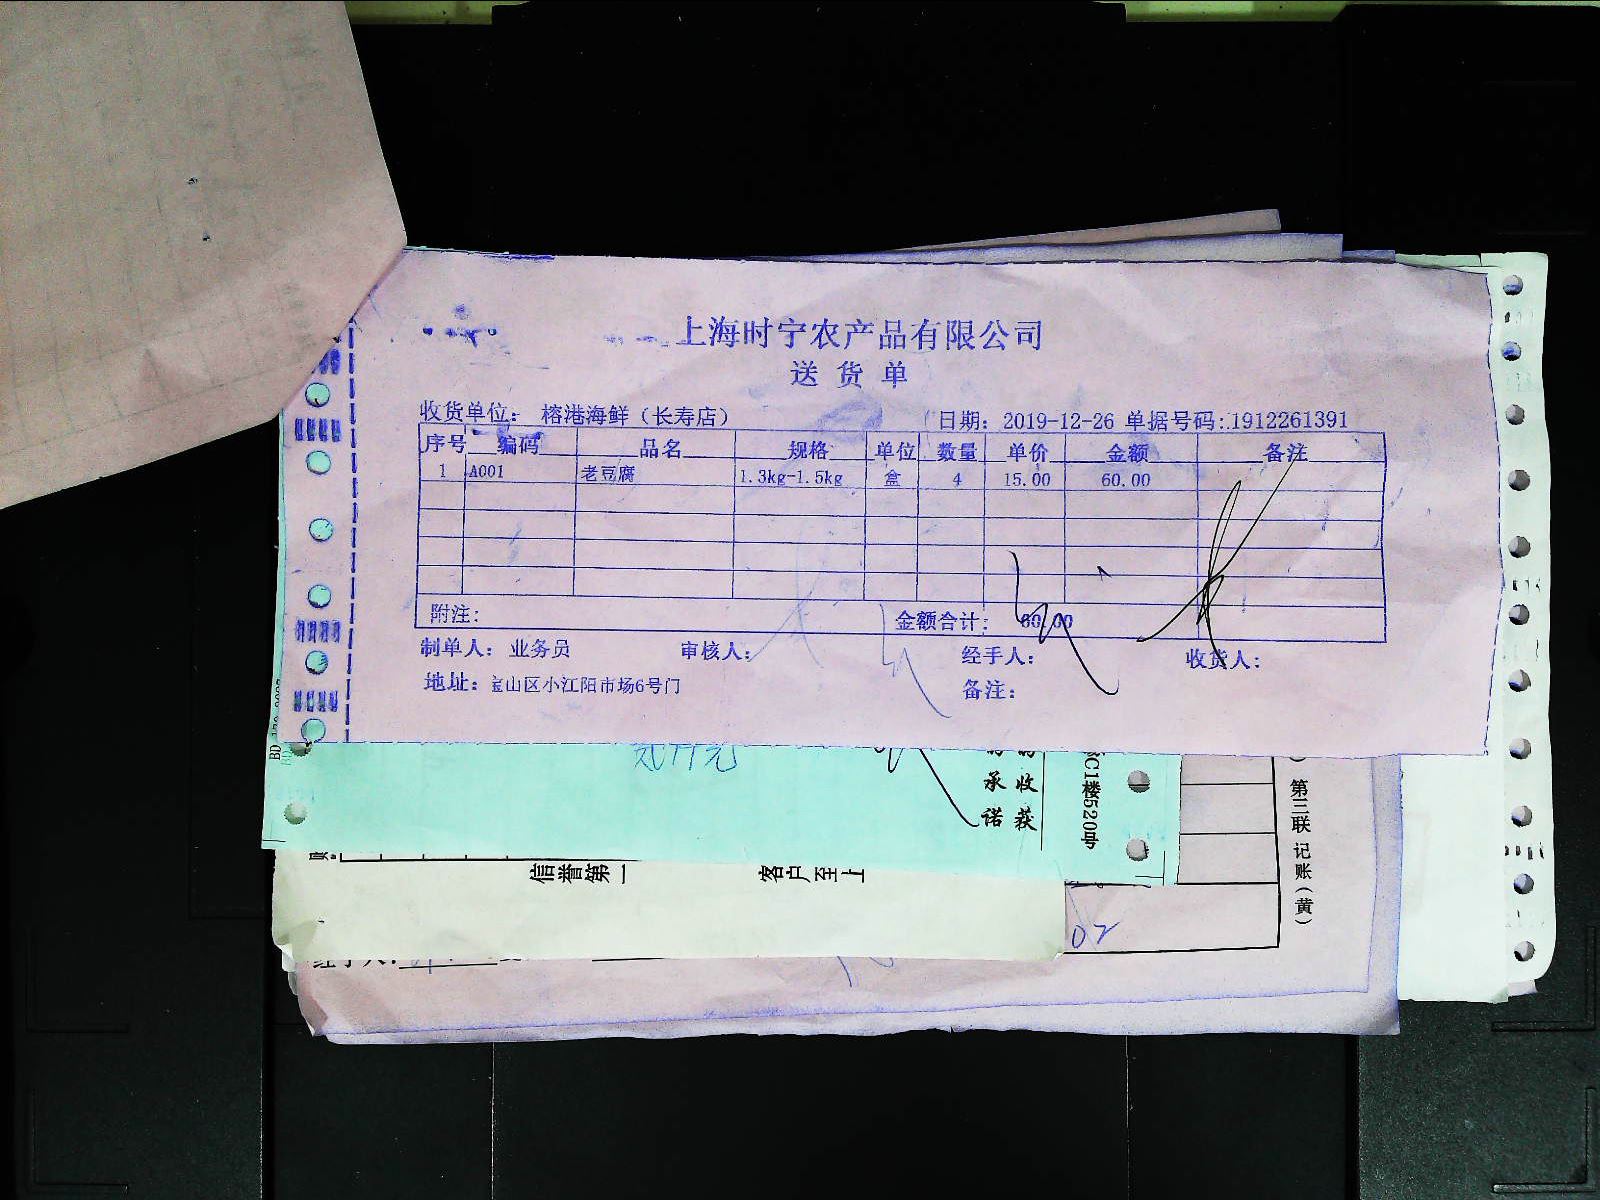 上海时宁农产品有限公司
送货单
收货单位: 榕港海鲜（长寿店） 日期: 2019-12-26 单据号码: 1912261391
序号 编码 品名 规格 单位 数量 单价 金额 备注
1 A001 老豆腐 1.3kg-1.5kg 盒 4 15.00 60.00
附注: 金额合计: 60.00
制单人: 业务员 审核人: 经手人: 收货人:
地址: 宝山区小江阳市场6号门 备注:
承诺
收获
C1楼520号
第三联 记账（黄）
信誉第一 客户至上